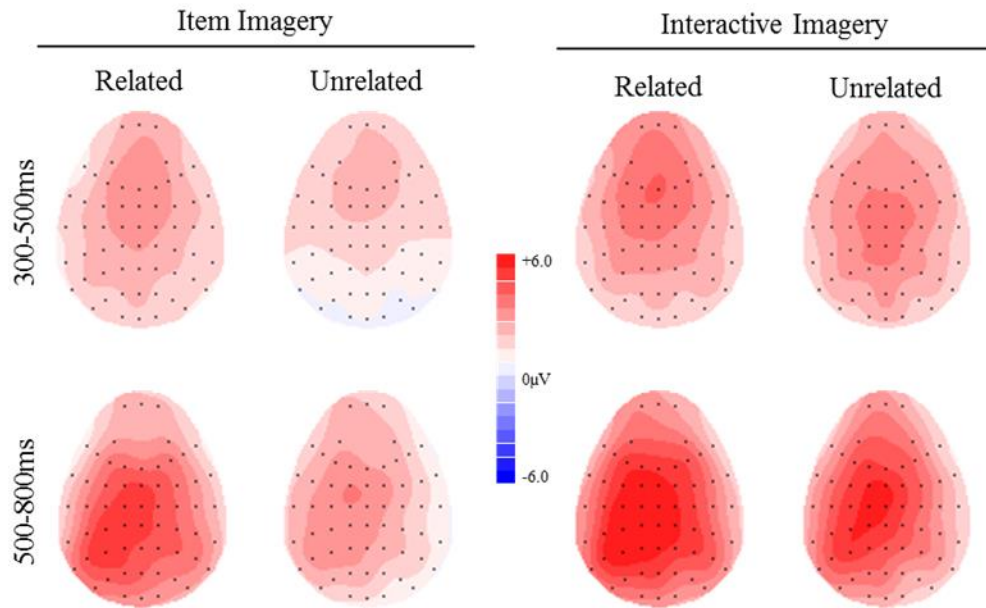 Item Imagery
Interactive Imagery
Related
Unrelated
Related
Unrelated
300-500ms
+6.0
0µV
-6.0
500-800ms